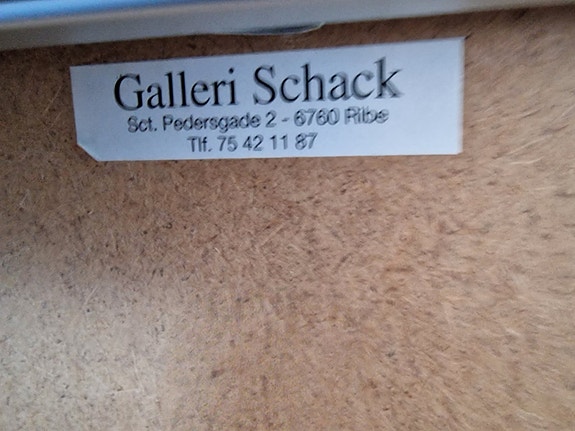 Galleri Schack
Sct. Pedersgade 2 - 6760 Ribe
Tlf. 75 42 11 87